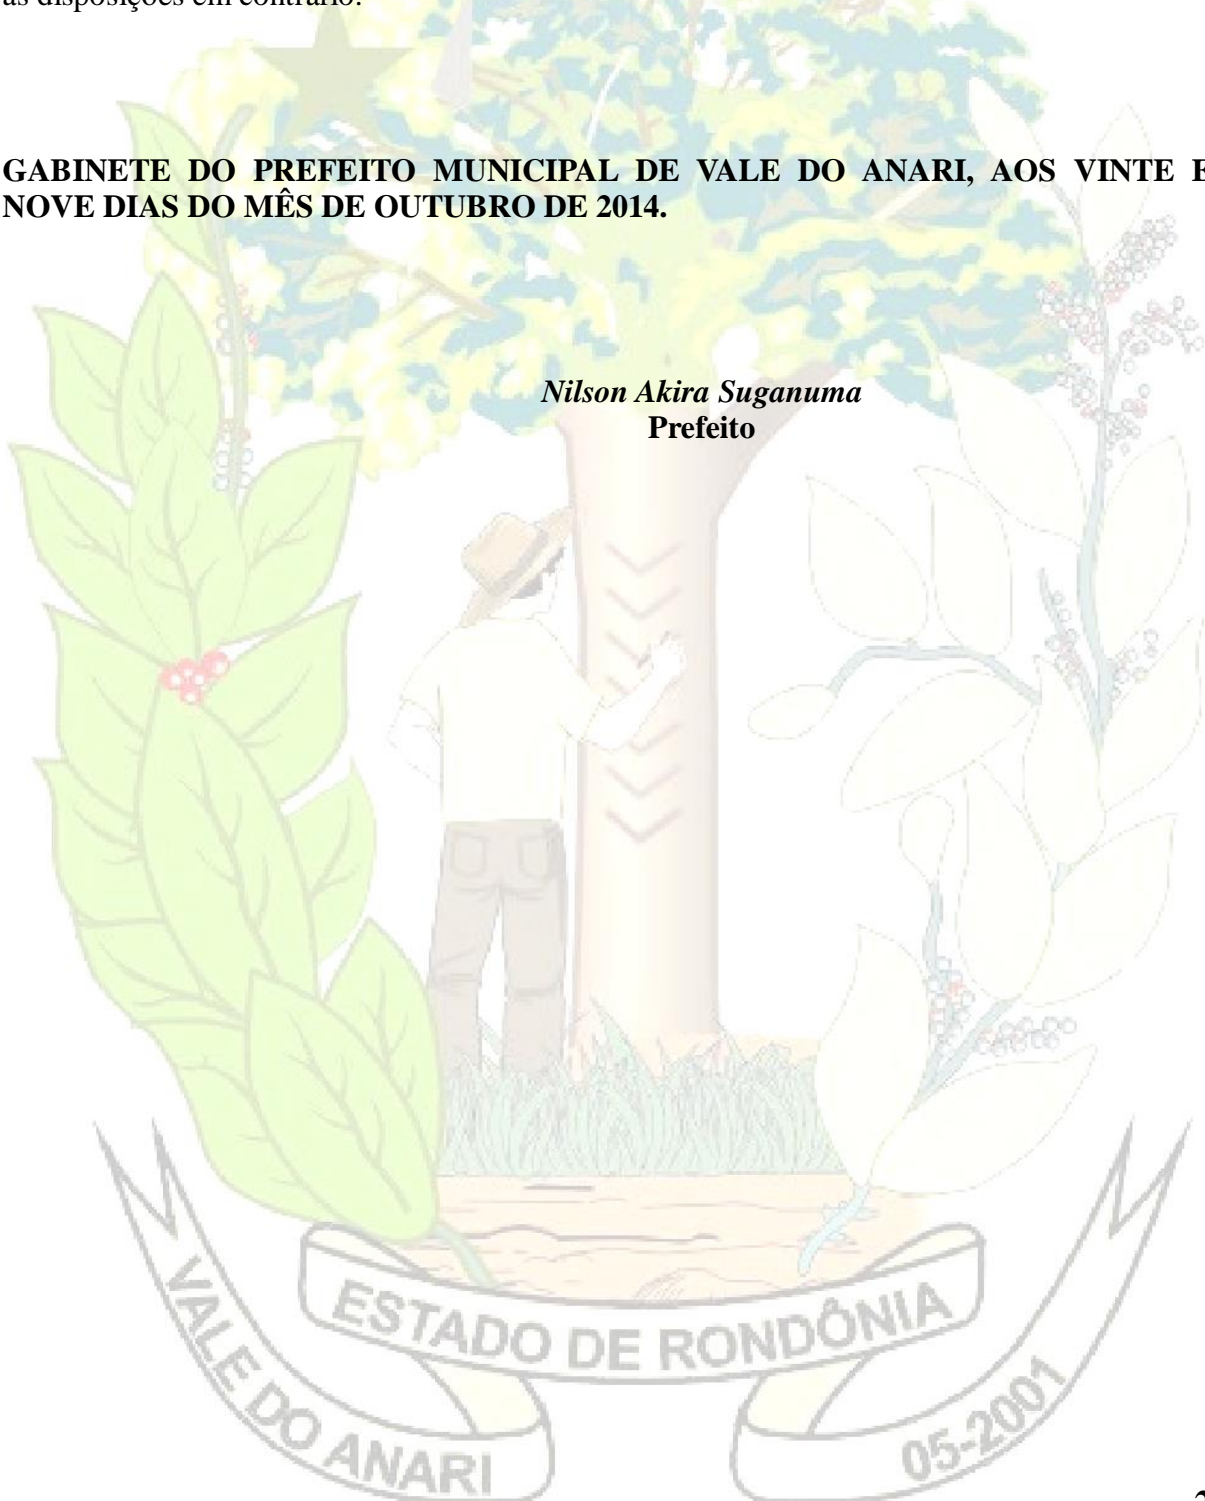 as disposições em contrário.
GABINETE DO PREFEITO MUNICIPAL DE VALE DO ANARI, AOS VINTE E
NOVE DIAS DO MÊS DE OUTUBRO DE 2014.
Nilson Akira Suganuma
Prefeito
ESTADO DE RONDÔNIA
VALE DO ANARI
05-2001